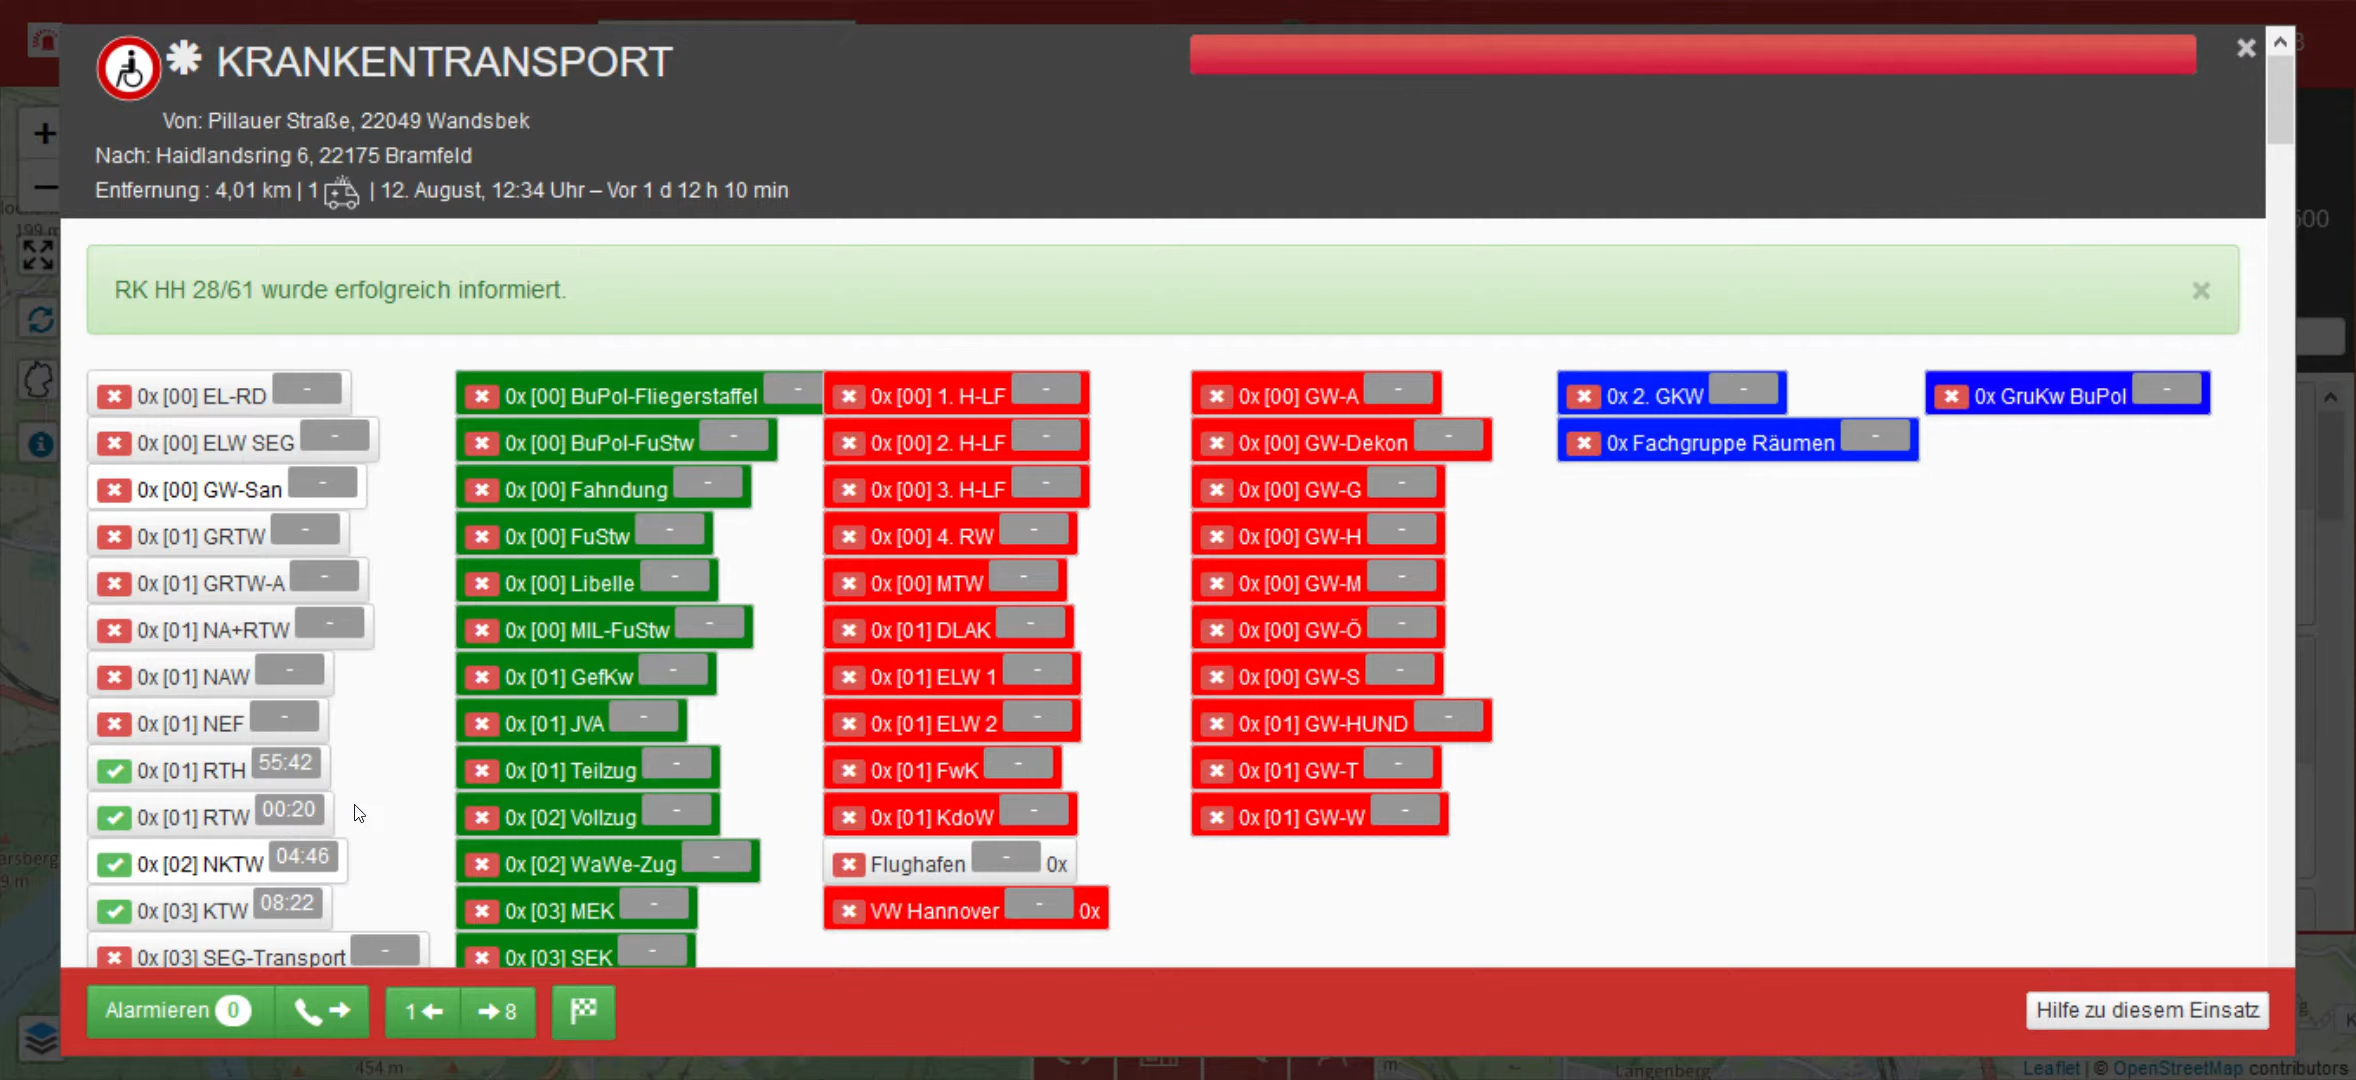 KRANKENTRANSPORT
Von: Pillauer Straße, 22049 Wandsbek
Nach: Haidlandsring 6, 22175 Bramfeld
Entfernung : 4,01 km | 1 | 12. August, 12:34 Uhr – Vor 1 d 12 h 10 min
RK HH 28/61 wurde erfolgreich informiert.
0x [00] EL-RD -
0x [00] ELW SEG -
0x [00] GW-San -
0x [01] GRTW -
0x [01] GRTW-A -
0x [01] NA+RTW -
0x [01] NAW -
0x [01] NEF -
0x [01] RTH 55:42
0x [01] RTW 00:20
0x [02] NKTW 04:46
0x [03] KTW 08:22
0x [03] SEG-Transport -
0x [00] BuPol-Fliegerstaffel -
0x [00] BuPol-FuStw -
0x [00] Fahndung -
0x [00] FuStw -
0x [00] Libelle -
0x [00] MIL-FuStw -
0x [01] GefKw -
0x [01] JVA -
0x [01] Teilzug -
0x [02] Vollzug -
0x [02] WaWe-Zug -
0x [03] MEK -
0x [03] SEK -
0x [00] 1. H-LF -
0x [00] 2. H-LF -
0x [00] 3. H-LF -
0x [00] 4. RW -
0x [00] MTW -
0x [01] DLAK -
0x [01] ELW 1 -
0x [01] ELW 2 -
0x [01] FwK -
0x [01] KdoW -
Flughafen - 0x
VW Hannover - 0x
0x [00] GW-A -
0x [00] GW-Dekon -
0x [00] GW-G -
0x [00] GW-H -
0x [00] GW-M -
0x [00] GW-Ö -
0x [00] GW-S -
0x [01] GW-HUND -
0x [01] GW-T -
0x [01] GW-W -
0x 2. GKW -
0x Fachgruppe Räumen -
0x GruKw BuPol -
Alarmieren 0
1
8
Hilfe zu diesem Einsatz
199 m
454 m
Langenberg
Leaflet | © OpenStreetMap contributors